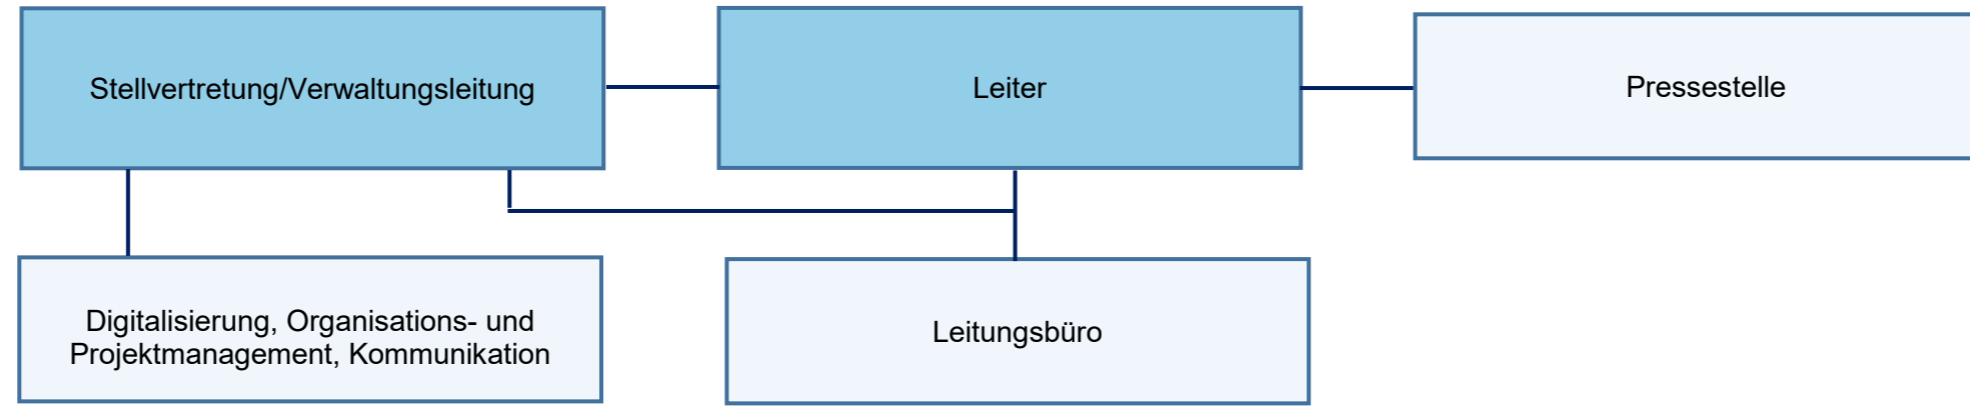 Stellvertretung/Verwaltungsleitung
Leiter
Pressestelle
Digitalisierung, Organisations- und
Projektmanagement, Kommunikation
Leitungsbüro